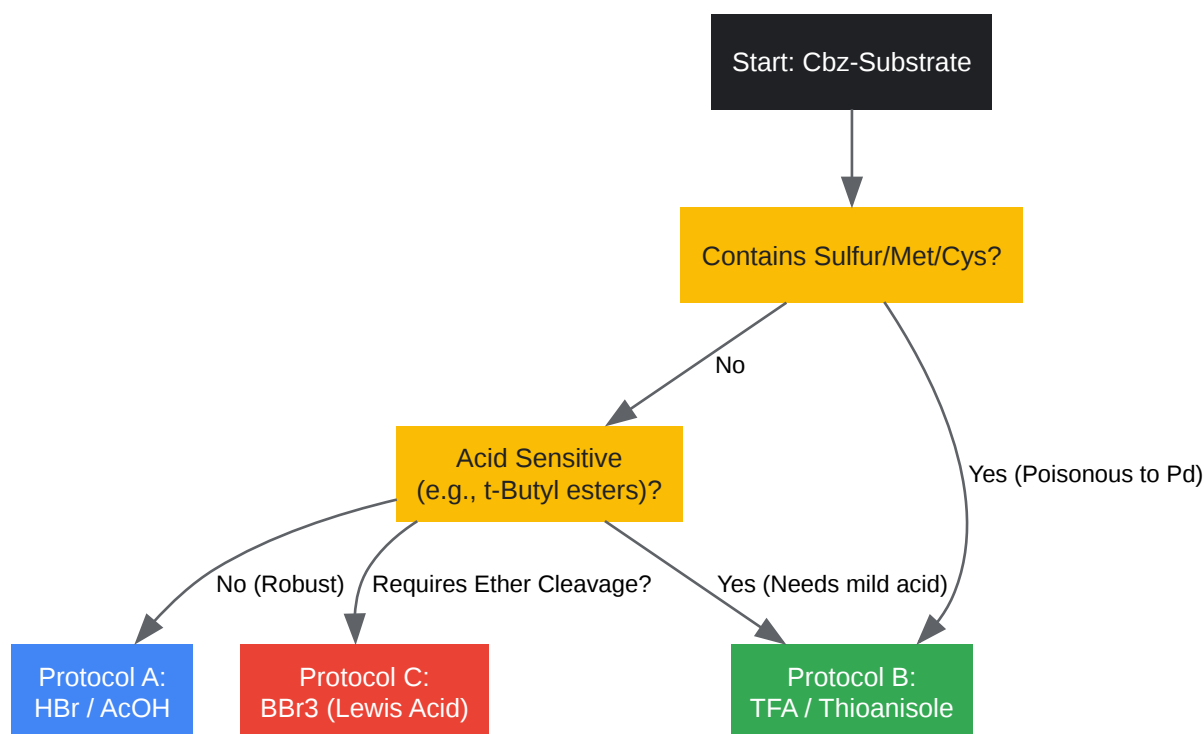 Start: Cbz-Substrate
Contains Sulfur/Met/Cys?
No
Acid Sensitive
(e.g., t-Butyl esters)?
Yes (Poisonous to Pd)
No (Robust)
Requires Ether Cleavage?
Yes (Needs mild acid)
Protocol A:
HBr / AcOH
Protocol C:
BBr3 (Lewis Acid)
Protocol B:
TFA / Thioanisole